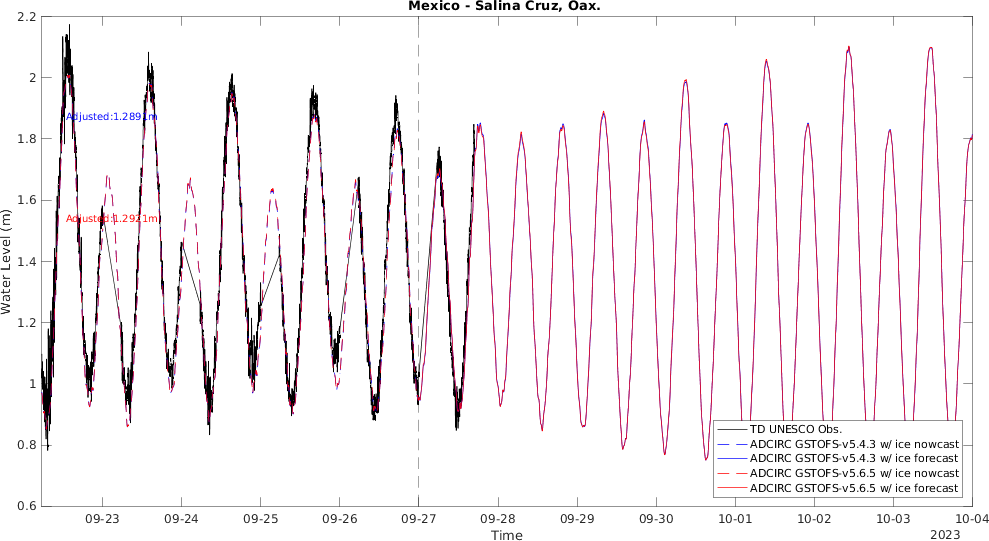 Mexico - Salina Cruz, Oax.
2.2
2
1.8
1.6
1.4
1.2
1
0.8
0.6
Water Level (m)
Adjusted:1.2891m
Adjusted:1.2921m
TD UNESCO Obs.
ADCIRC GSTOFS-v5.4.3 w/ ice nowcast
ADCIRC GSTOFS-v5.4.3 w/ ice forecast
ADCIRC GSTOFS-v5.6.5 w/ ice nowcast
ADCIRC GSTOFS-v5.6.5 w/ ice forecast
09-23 09-24 09-25 09-26 09-27 09-28 09-29 09-30 10-01 10-02 10-03 10-04
Time
2023